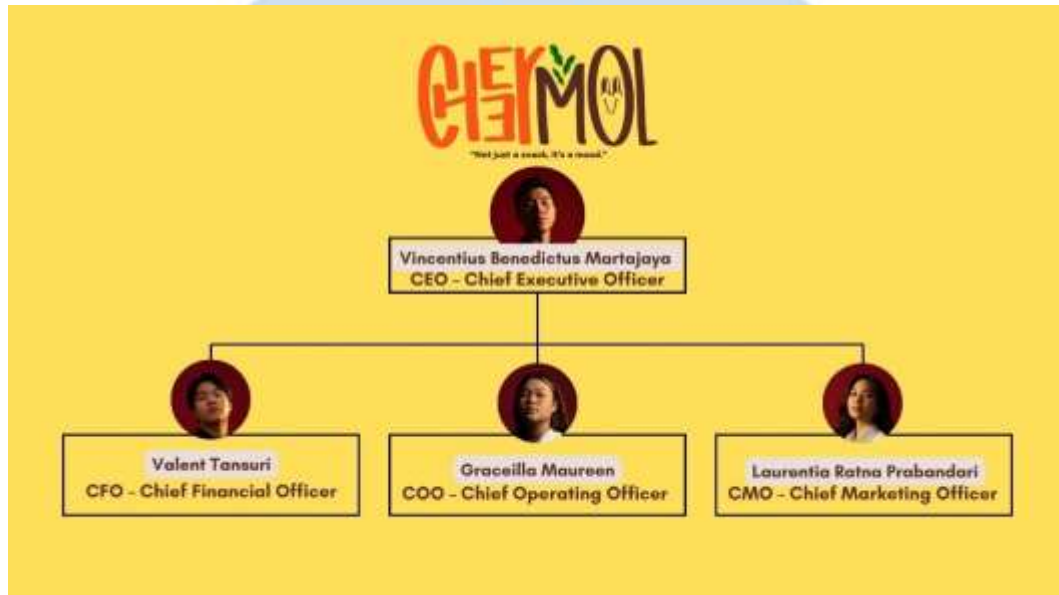 CHEERMOL
"Not just a snack, it's a mood."
Vincentius Benedictus Martajaya
CEO - Chief Executive Officer
Valent Tansuri
CFO - Chief Financial Officer
Graceilla Maureen
COO - Chief Operating Officer
Laurentia Ratna Prabandari
CMO - Chief Marketing Officer